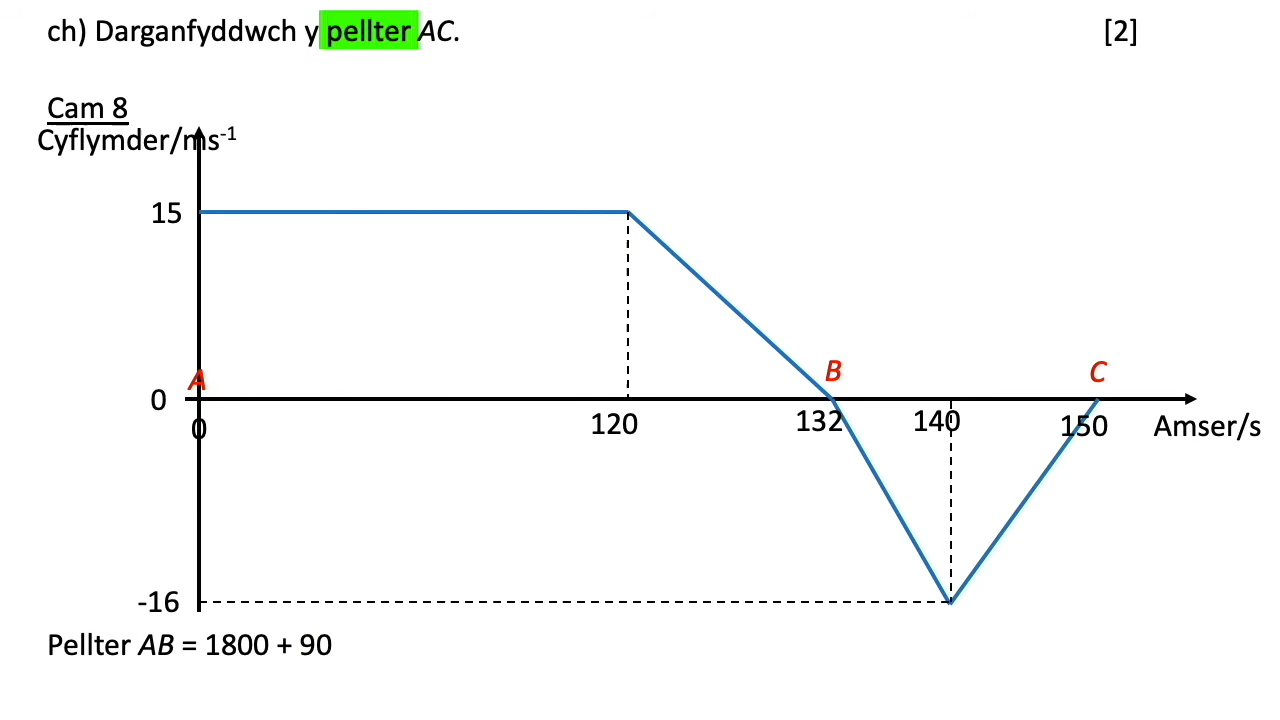 ch) Darganfyddwch y pellter AC. [2]
Cam 8
Cyflymder/ms⁻¹
15
A
B
C
0
0
120
132
140
150
Amser/s
-16
Pellter AB = 1800 + 90